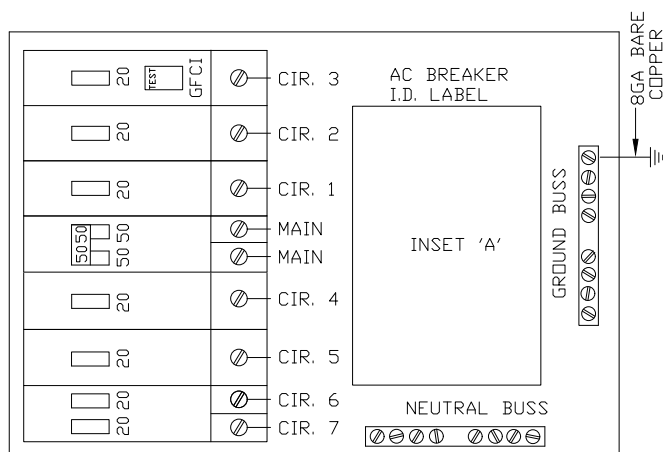 8GA BARE
COPPER
20 TEST GFCI CIR. 3
AC BREAKER
I.D. LABEL
20 CIR. 2
20 CIR. 1
50 50 MAIN
50 50 MAIN
INSET 'A'
GROUND BUSS
20 CIR. 4
20 CIR. 5
20 CIR. 6
20 CIR. 7
NEUTRAL BUSS